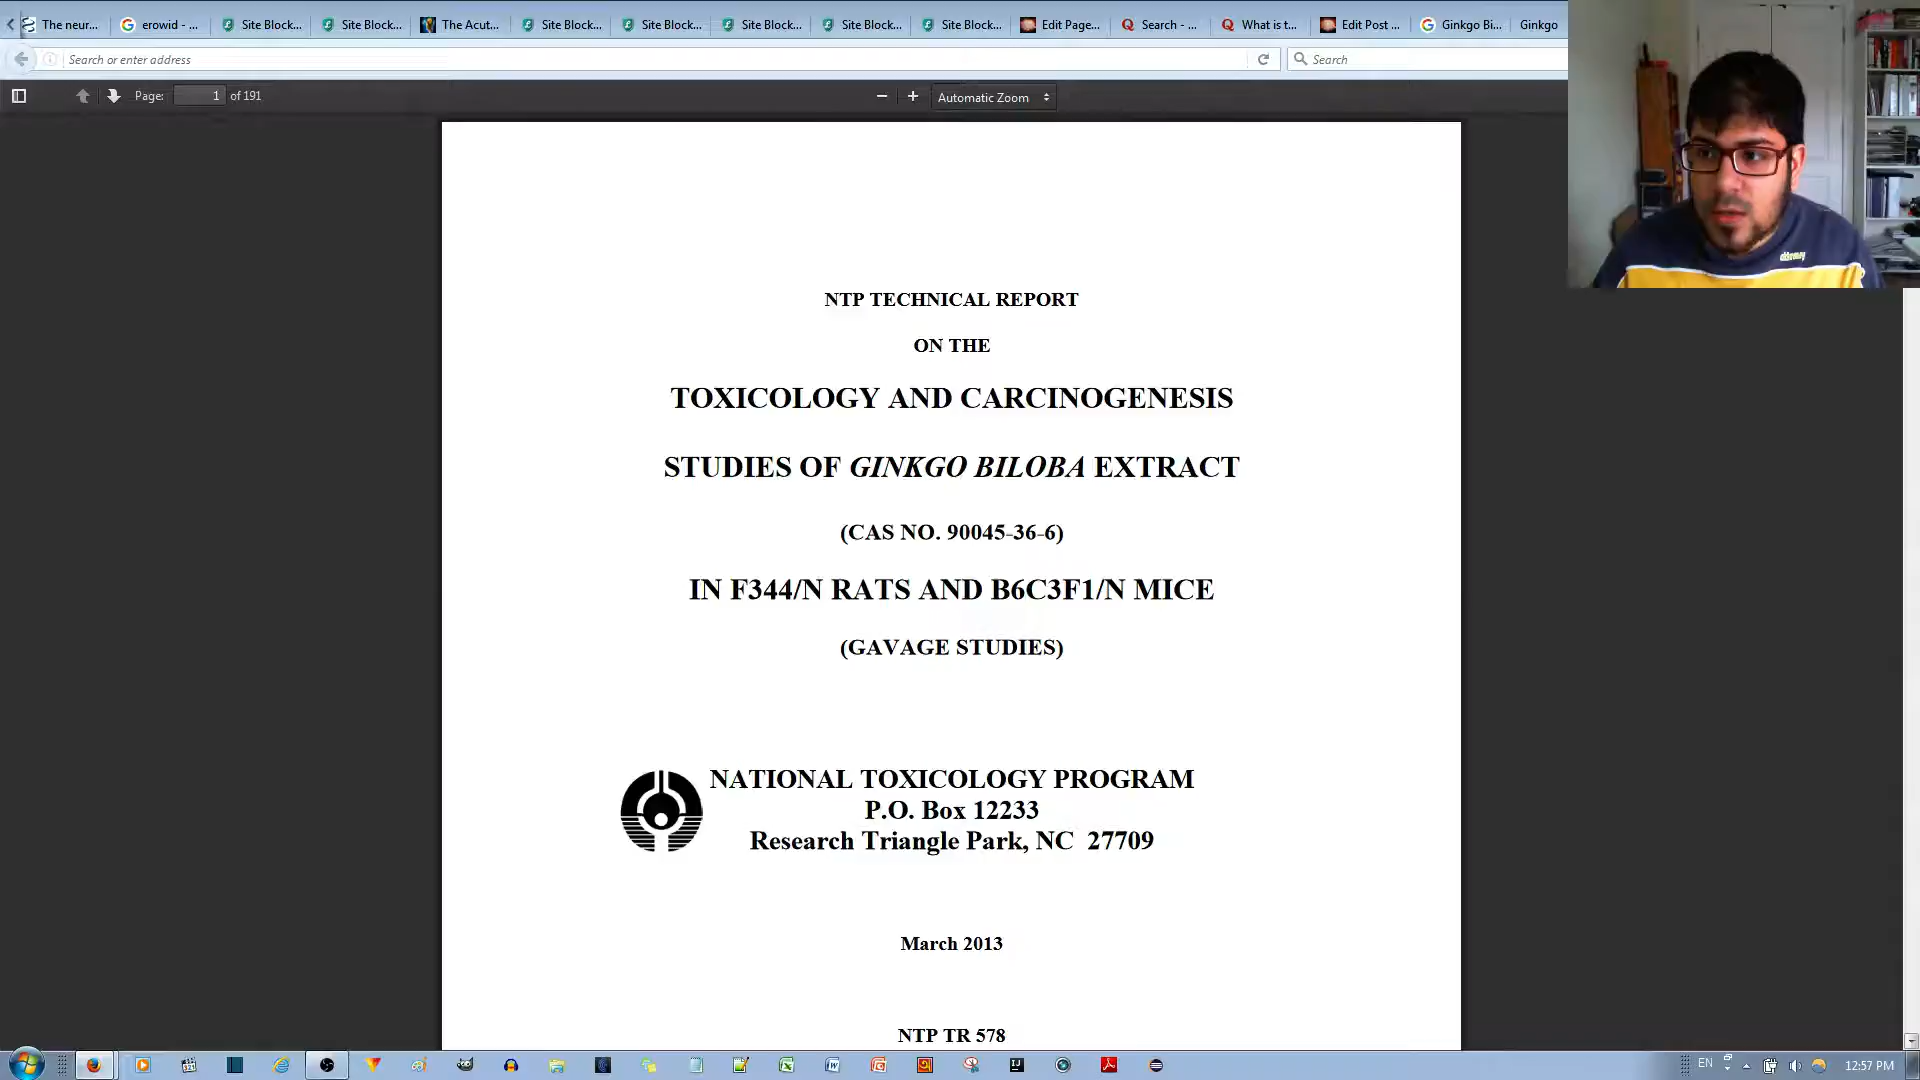 The neur...
erowid - ...
Site Block...
Site Block...
The Acut...
Site Block...
Site Block...
Site Block...
Site Block...
Site Block...
Edit Page...
Search - ...
What is t...
Edit Post ...
Ginkgo Bi...
Ginkgo
Search or enter address
Search
Page: 1 of 191
Automatic Zoom
NTP TECHNICAL REPORT
ON THE
TOXICOLOGY AND CARCINOGENESIS
STUDIES OF GINKGO BILOBA EXTRACT
(CAS NO. 90045-36-6)
IN F344/N RATS AND B6C3F1/N MICE
(GAVAGE STUDIES)
NATIONAL TOXICOLOGY PROGRAM
P.O. Box 12233
Research Triangle Park, NC 27709
March 2013
NTP TR 578
EN
12:57 PM